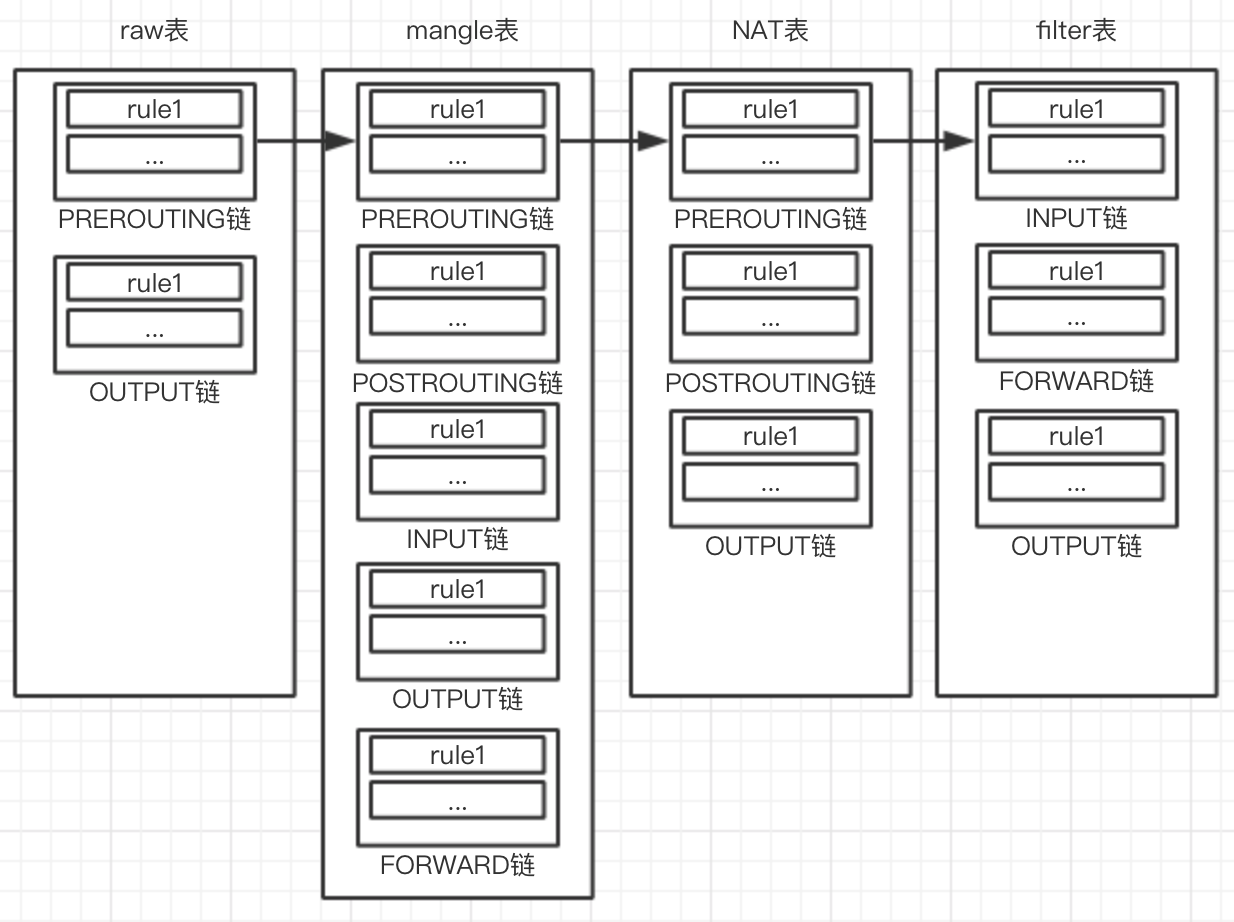 raw表
mangle表
NAT表
filter表
rule1
...
PREROUTING链
rule1
...
OUTPUT链
rule1
...
PREROUTING链
rule1
...
POSTROUTING链
rule1
...
INPUT链
rule1
...
OUTPUT链
rule1
...
FORWARD链
rule1
...
PREROUTING链
rule1
...
POSTROUTING链
rule1
...
OUTPUT链
rule1
...
INPUT链
rule1
...
FORWARD链
rule1
...
OUTPUT链